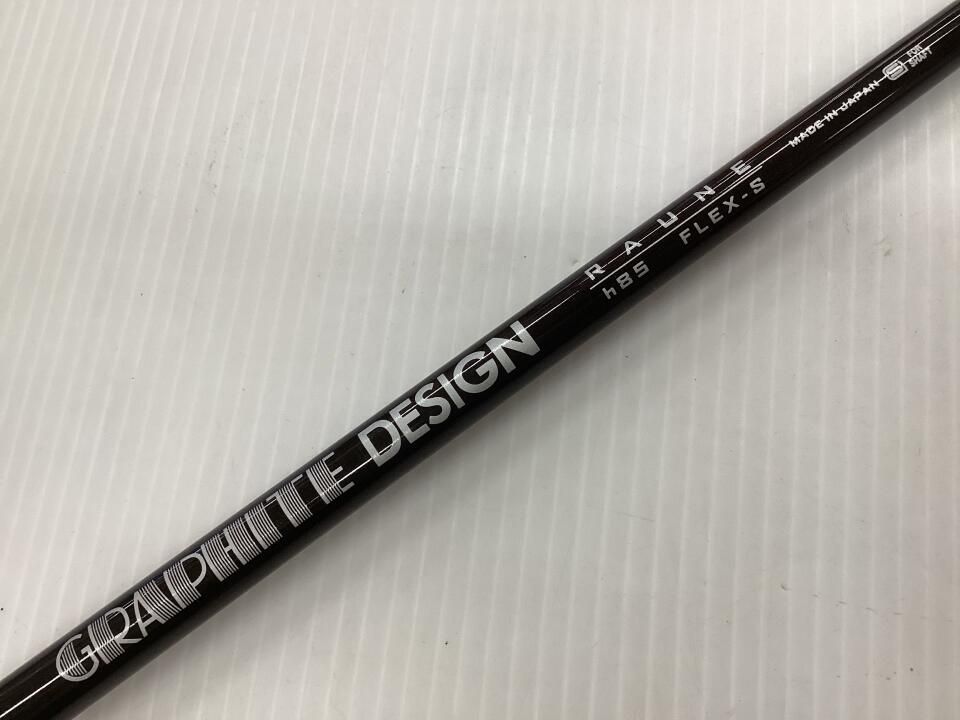 GRAPHITE DESIGN
RAUNE
h85 FLEX-S
MADE IN JAPAN
S FOR
SHAFT